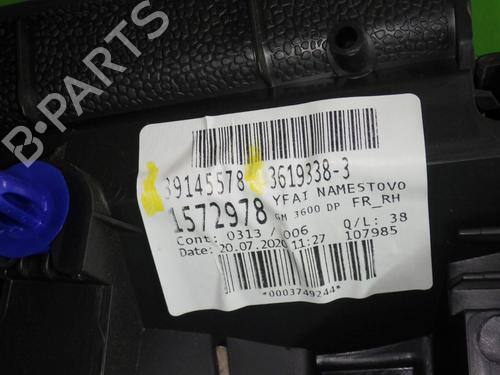 B-PARTS
39145578 3619338-3
1572978 YFAI NAMESTOVO
GM 3600 DP FR_RH
Cont: 0313 / 006 Q/L: 38
Date: 20.07.2020 11:27 107985
*0003749244*